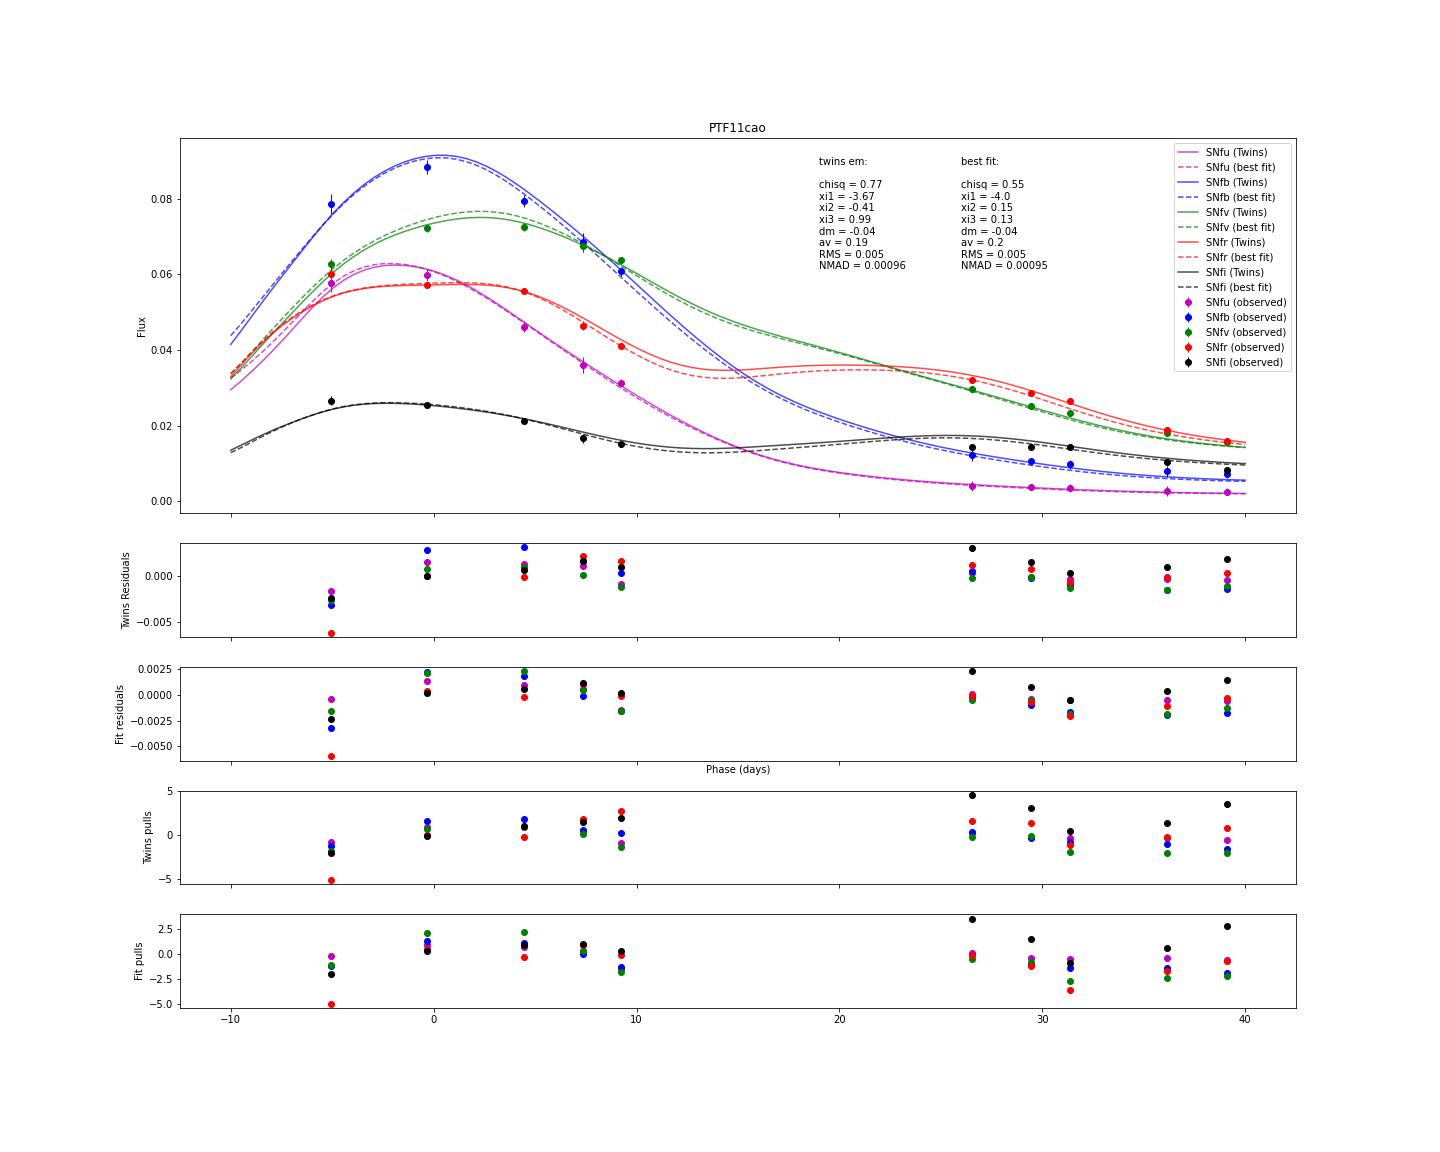 PTF11cao
Flux
0.08
0.06
0.04
0.02
0.00
twins em:
chisq = 0.77
xi1 = -3.67
xi2 = -0.41
xi3 = 0.99
dm = -0.04
av = 0.19
RMS = 0.005
NMAD = 0.00096
best fit:
chisq = 0.55
xi1 = -4.0
xi2 = 0.15
xi3 = 0.13
dm = -0.04
av = 0.2
RMS = 0.005
NMAD = 0.00095
SNfu (Twins)
SNfu (best fit)
SNfb (Twins)
SNfb (best fit)
SNfv (Twins)
SNfv (best fit)
SNfr (Twins)
SNfr (best fit)
SNfi (Twins)
SNfi (best fit)
SNfu (observed)
SNfb (observed)
SNfv (observed)
SNfr (observed)
SNfi (observed)
Twins Residuals
0.000
−0.005
Fit residuals
0.0025
0.0000
−0.0025
−0.0050
Phase (days)
Twins pulls
5
0
−5
Fit pulls
2.5
0.0
−2.5
−5.0
−10
0
10
20
30
40